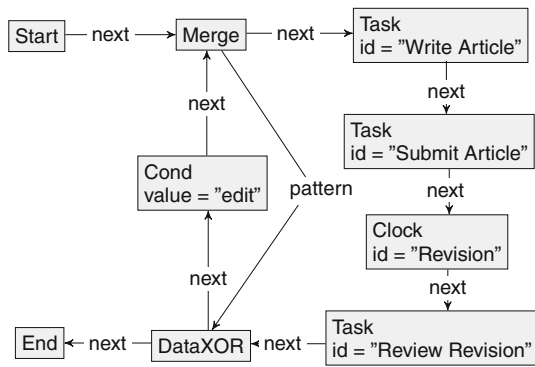 Start
next
Merge
next
Task
id = ”Write Article”
next
next
Task
id = ”Submit Article”
Cond
value = ”edit”
pattern
next
Clock
id = ”Revision”
next
next
End
next
DataXOR
next
Task
id = ”Review Revision”